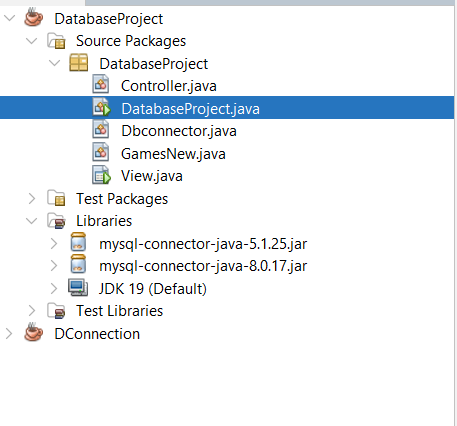 DatabaseProject
Source Packages
DatabaseProject
Controller.java
DatabaseProject.java
Dbconnector.java
GamesNew.java
View.java
Test Packages
Libraries
mysql-connector-java-5.1.25.jar
mysql-connector-java-8.0.17.jar
JDK 19 (Default)
Test Libraries
DConnection